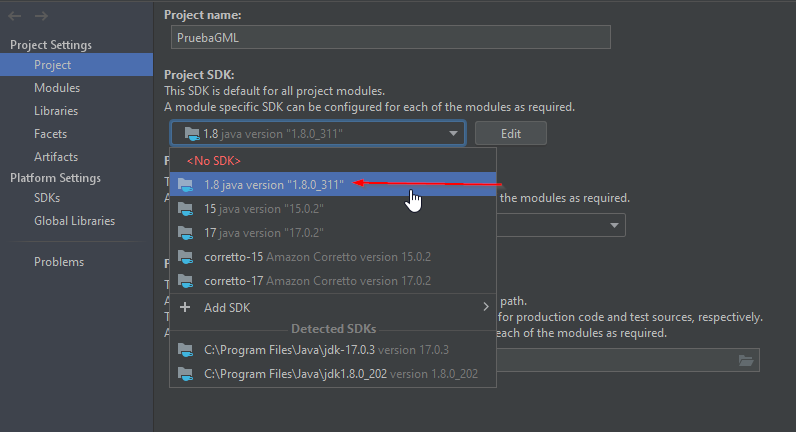 Project name:
PruebaGML
Project Settings
Project
Modules
Libraries
Facets
Artifacts
Platform Settings
SDKs
Global Libraries
Problems
Project SDK:
This SDK is default for all project modules.
A module specific SDK can be configured for each of the modules as required.
1.8 java version "1.8.0_311"
Edit
<No SDK>
1.8 java version "1.8.0_311"
15 java version "15.0.2"
17 java version "17.0.2"
corretto-15 Amazon Corretto version 15.0.2
corretto-17 Amazon Corretto version 17.0.2
Add SDK
Detected SDKs
C:\Program Files\Java\jdk-17.0.3 version 17.0.3
C:\Program Files\Java\jdk1.8.0_202 version 1.8.0_202
the modules as required.
path.
for production code and test sources, respectively.
each of the modules as required.